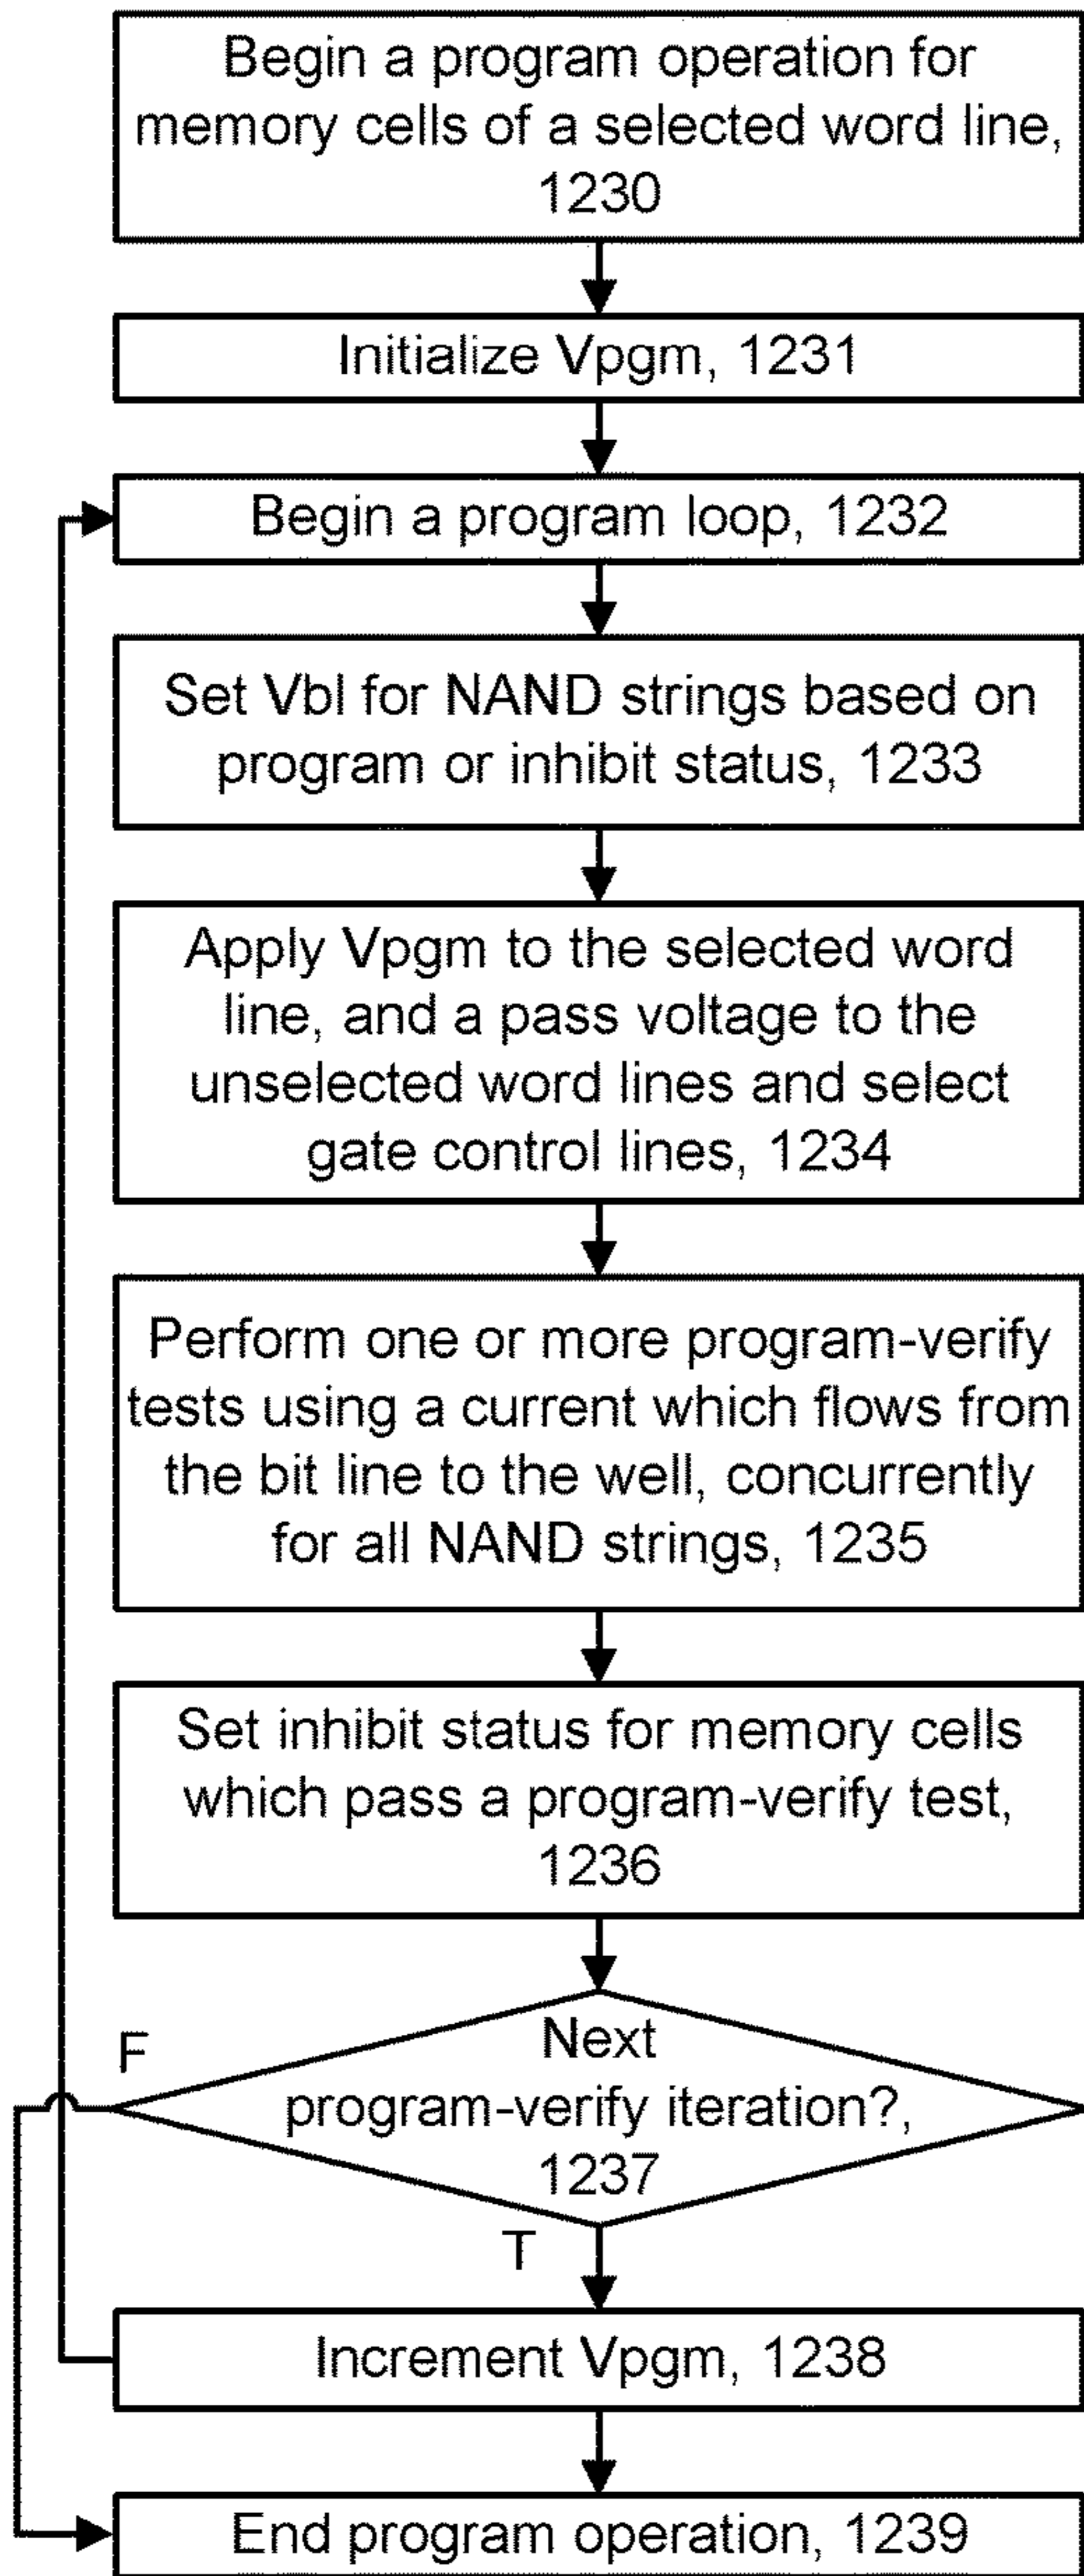 Begin a program operation for
memory cells of a selected word line,
1230
Initialize Vpgm, 1231
Begin a program loop, 1232
Set Vbl for NAND strings based on
program or inhibit status, 1233
Apply Vpgm to the selected word
line, and a pass voltage to the
unselected word lines and select
gate control lines, 1234
Perform one or more program-verify
tests using a current which flows from
the bit line to the well, concurrently
for all NAND strings, 1235
Set inhibit status for memory cells
which pass a program-verify test,
1236
F
Next
program-verify iteration?,
1237
T
Increment Vpgm, 1238
End program operation, 1239